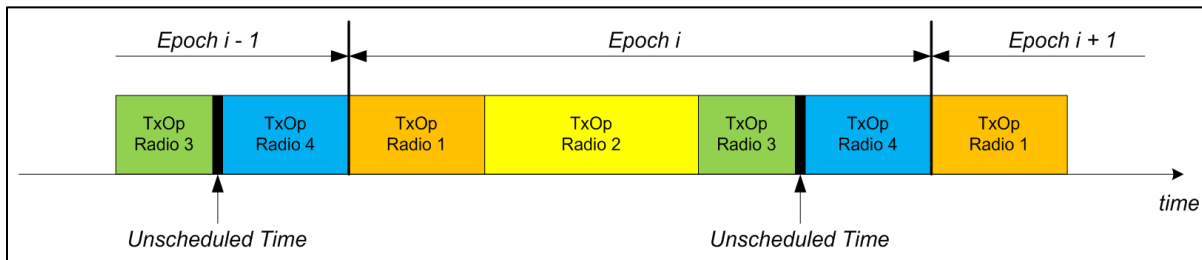 Epoch i - 1
Epoch i
Epoch i + 1
TxOp
Radio 3
TxOp
Radio 4
TxOp
Radio 1
TxOp
Radio 2
TxOp
Radio 3
TxOp
Radio 4
TxOp
Radio 1
time
Unscheduled Time
Unscheduled Time